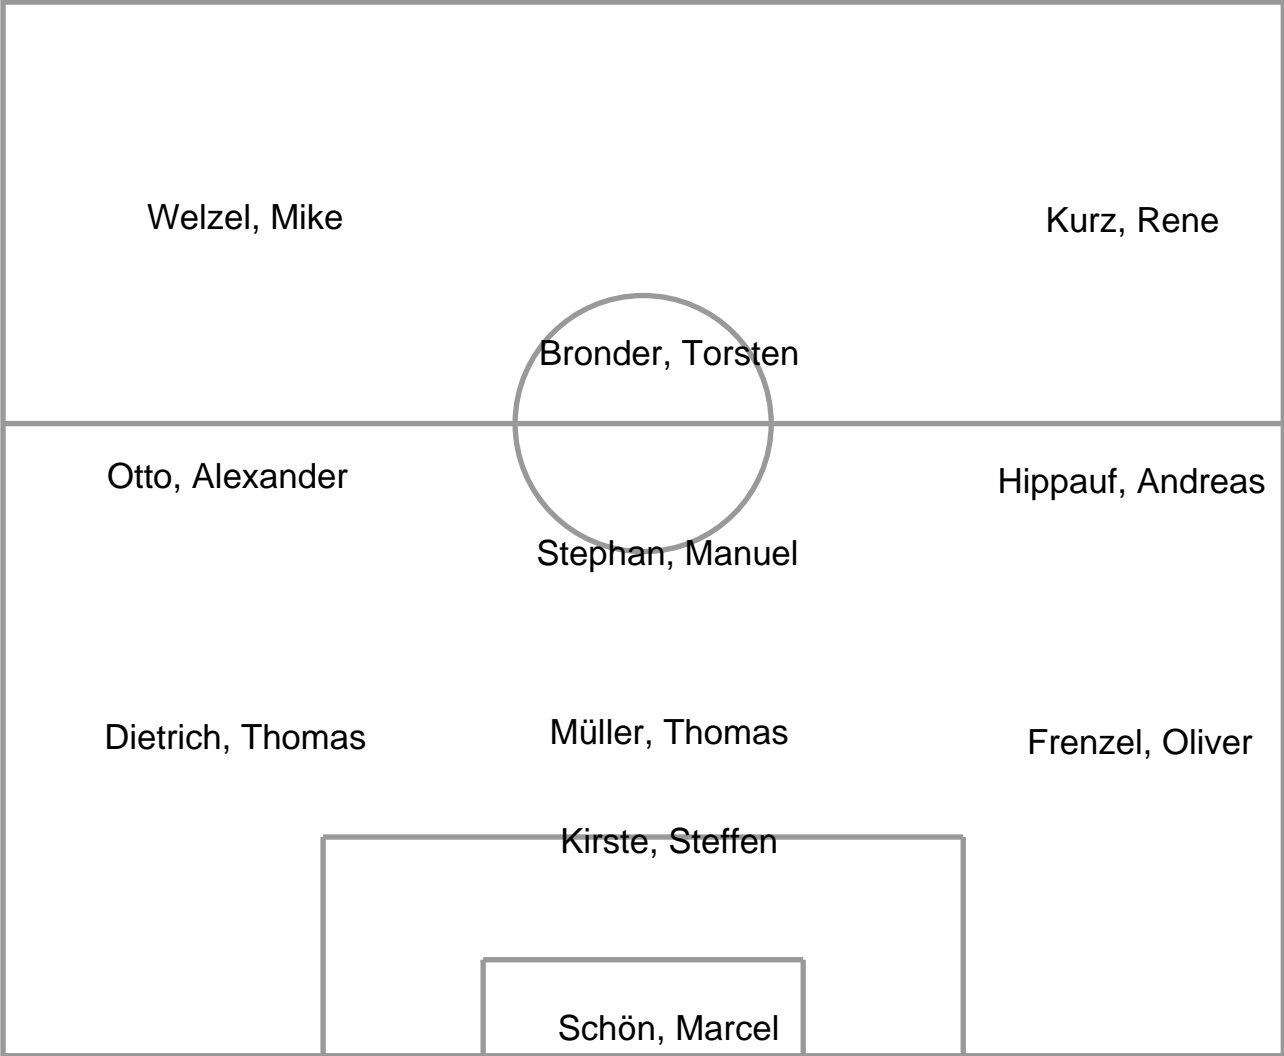 Welzel, Mike
Kurz, Rene
Bronder, Torsten
Otto, Alexander
Hippauf, Andreas
Stephan, Manuel
Dietrich, Thomas
Müller, Thomas
Frenzel, Oliver
Kirste, Steffen
Schön, Marcel